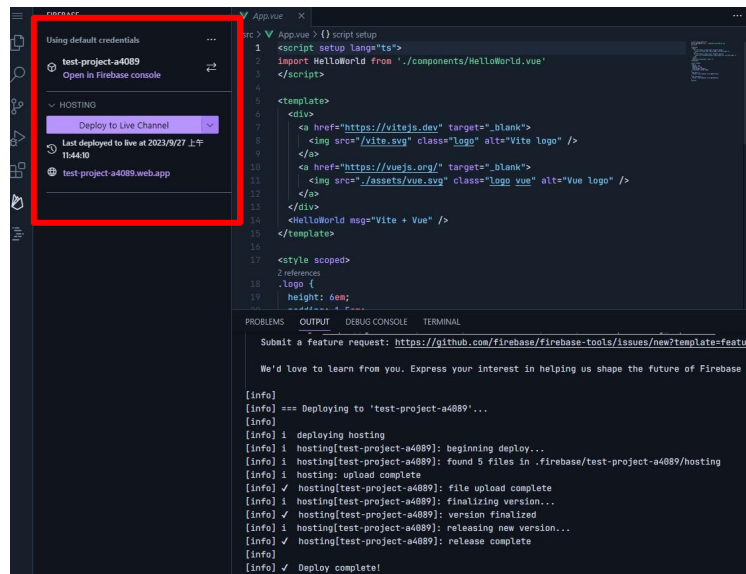 FIREBASE
Using default credentials
test-project-a4089
Open in Firebase console
HOSTING
Deploy to Live Channel
Last deployed to live at 2023/9/27 上午
11:44:10
test-project-a4089.web.app
App.vue
src > App.vue > {} script setup
1 <script setup lang="ts">
2 import HelloWorld from './components/HelloWorld.vue'
3 </script>
4
5 <template>
6 <div>
7 <a href="https://vitejs.dev" target="_blank">
8 <img src="/vite.svg" class="logo" alt="Vite logo" />
9 </a>
10 <a href="https://vuejs.org/" target="_blank">
11 <img src="./assets/vue.svg" class="logo vue" alt="Vue logo" />
12 </a>
13 </div>
14 <HelloWorld msg="Vite + Vue" />
15 </template>
16
17 <style scoped>
2 references
18 .logo {
19 height: 6em;
PROBLEMS OUTPUT DEBUG CONSOLE TERMINAL
Submit a feature request: https://github.com/firebase/firebase-tools/issues/new?template=featu
We'd love to learn from you. Express your interest in helping us shape the future of Firebase
[info]
[info] === Deploying to 'test-project-a4089'...
[info]
[info] i deploying hosting
[info] i hosting[test-project-a4089]: beginning deploy...
[info] i hosting[test-project-a4089]: found 5 files in .firebase/test-project-a4089/hosting
[info] i hosting: upload complete
[info] ✓ hosting[test-project-a4089]: file upload complete
[info] i hosting[test-project-a4089]: finalizing version...
[info] ✓ hosting[test-project-a4089]: version finalized
[info] i hosting[test-project-a4089]: releasing new version...
[info] ✓ hosting[test-project-a4089]: release complete
[info]
[info] ✓ Deploy complete!